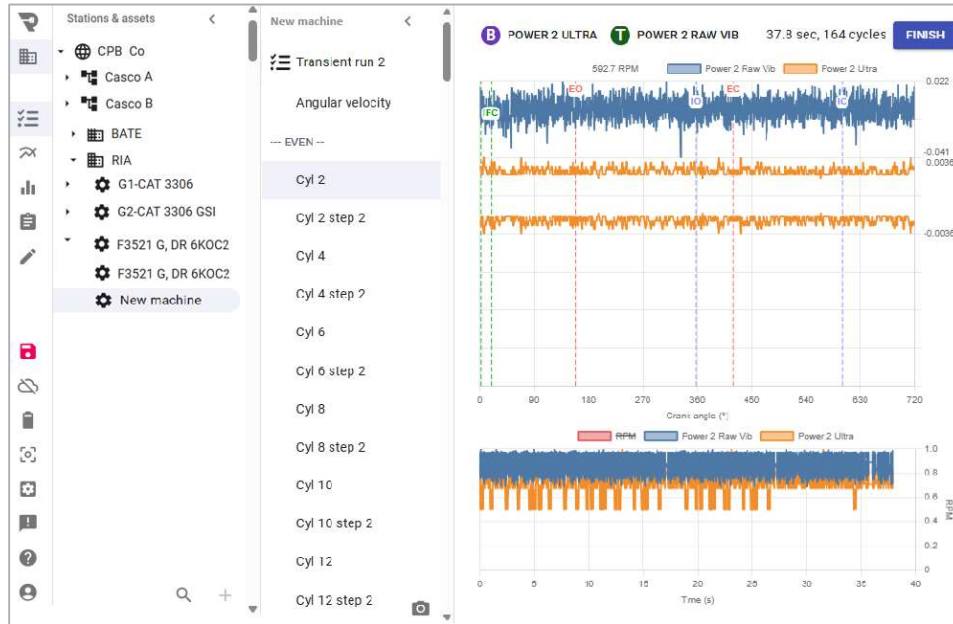 Stations & assets
CPB Co
Casco A
Casco B
BATE
RIA
G1-CAT 3306
G2-CAT 3306 GSI
F3521 G, DR 6KOC2
F3521 G, DR 6KOC2
New machine
New machine
Transient run 2
Angular velocity
--- EVEN --
Cyl 2
Cyl 2 step 2
Cyl 4
Cyl 4 step 2
Cyl 6
Cyl 6 step 2
Cyl 8
Cyl 8 step 2
Cyl 10
Cyl 10 step 2
Cyl 12
Cyl 12 step 2
B POWER 2 ULTRA T POWER 2 RAW VIB 37.8 sec, 164 cycles FINISH
592.7 RPM Power 2 Raw Vib Power 2 Ultra
0.022
EO EC
IFC IO IC
-0.041
0.0036
-0.0036
0 90 180 270 360 450 540 630 720
Crank angle (°)
RPM Power 2 Raw Vib Power 2 Ultra
1.0
0.8
0.6
0.4
0.2
0
RPM
0 5 10 15 20 25 30 35 40
Time (s)